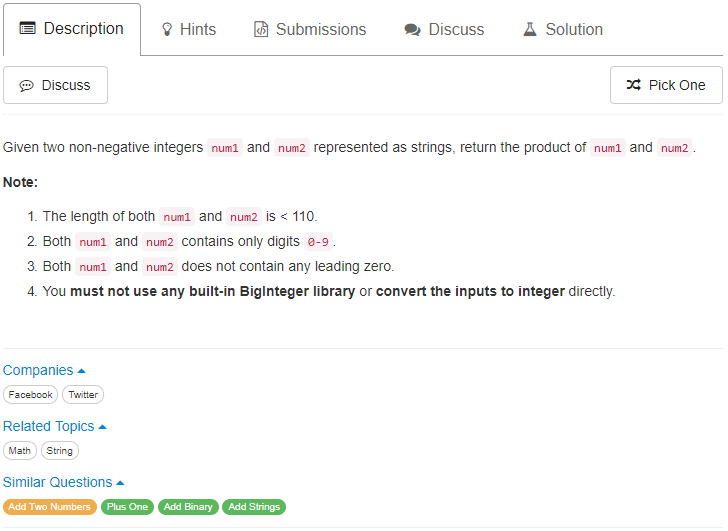 Description Hints Submissions Discuss Solution
Discuss Pick One
Given two non-negative integers num1 and num2 represented as strings, return the product of num1 and num2.
Note:
1. The length of both num1 and num2 is < 110.
2. Both num1 and num2 contains only digits 0-9.
3. Both num1 and num2 does not contain any leading zero.
4. You must not use any built-in BigInteger library or convert the inputs to integer directly.
Companies
Facebook Twitter
Related Topics
Math String
Similar Questions
Add Two Numbers Plus One Add Binary Add Strings